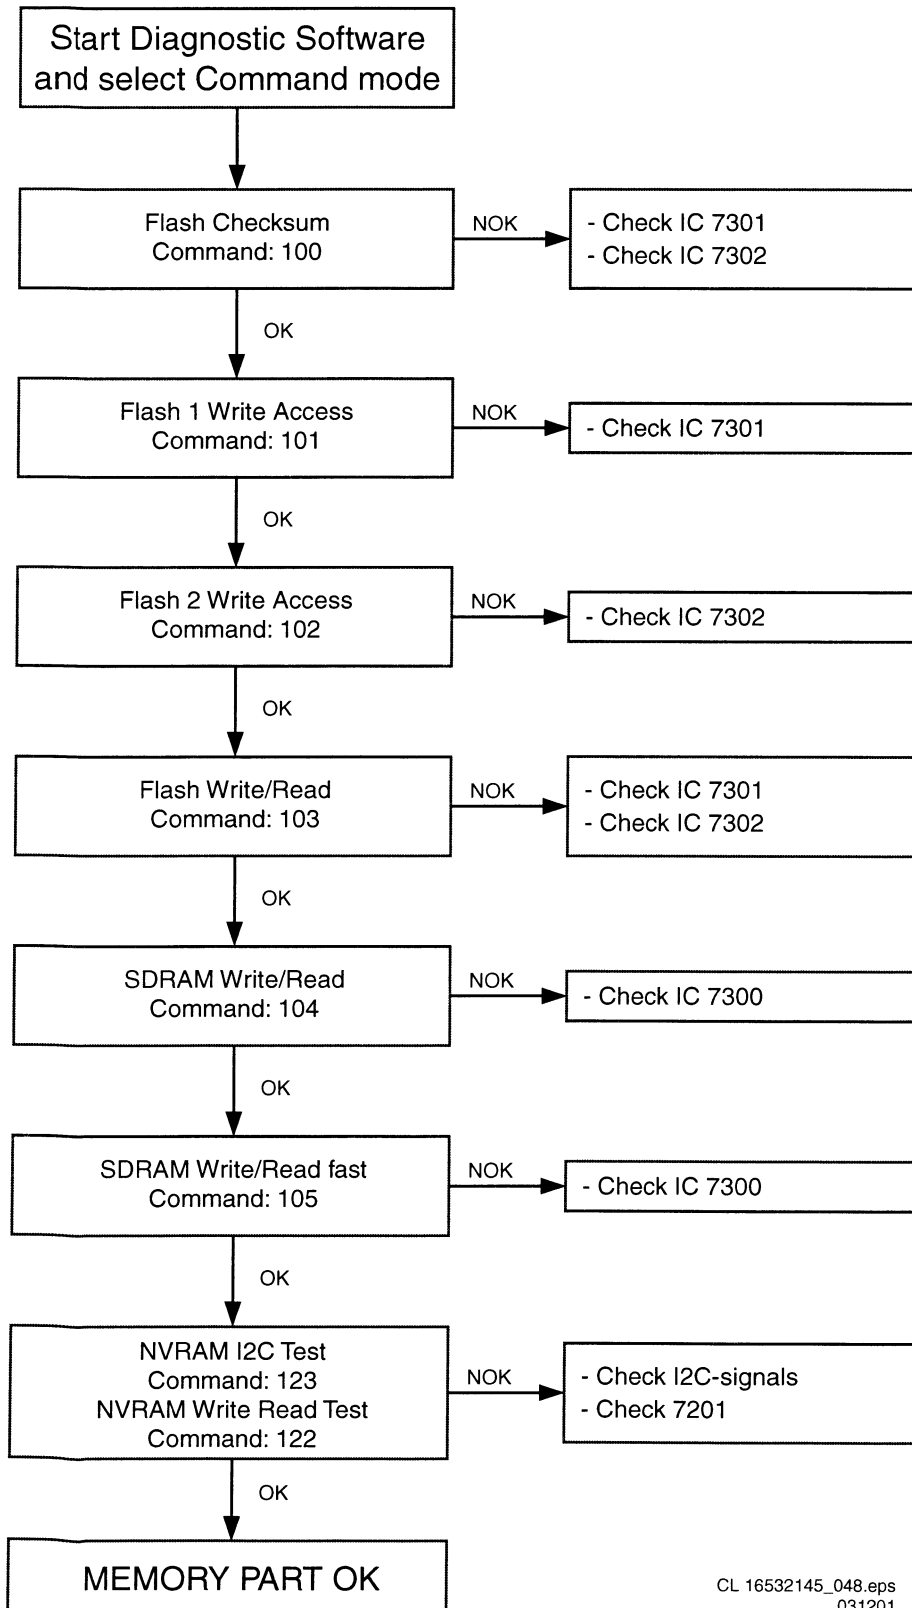 Start Diagnostic Software
and select Command mode
Flash Checksum
Command: 100
NOK
- Check IC 7301
- Check IC 7302
OK
Flash 1 Write Access
Command: 101
NOK
- Check IC 7301
OK
Flash 2 Write Access
Command: 102
NOK
- Check IC 7302
OK
Flash Write/Read
Command: 103
NOK
- Check IC 7301
- Check IC 7302
OK
SDRAM Write/Read
Command: 104
NOK
- Check IC 7300
OK
SDRAM Write/Read fast
Command: 105
NOK
- Check IC 7300
OK
NVRAM I2C Test
Command: 123
NVRAM Write Read Test
Command: 122
NOK
- Check I2C-signals
- Check 7201
OK
MEMORY PART OK
CL 16532145_048.eps
031201